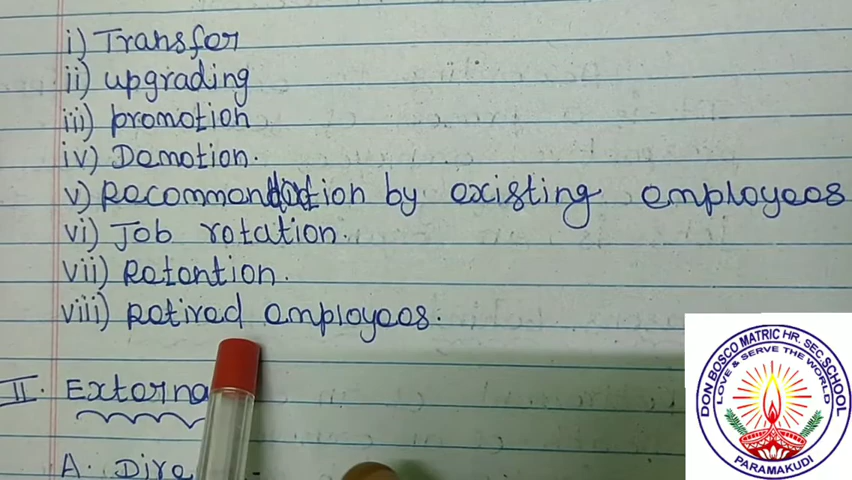 i) Transfer
ii) upgrading
iii) promotion
iv) Demotion.
v) Recommendation by existing employees
vi) Job rotation.
vii) Retention.
viii) Retired employees.
II. Externa
A. Dire
DON BOSCO MATRIC HR. SEC. SCHOOL
LOVE & SERVE THE WORLD
PARAMAKUDI